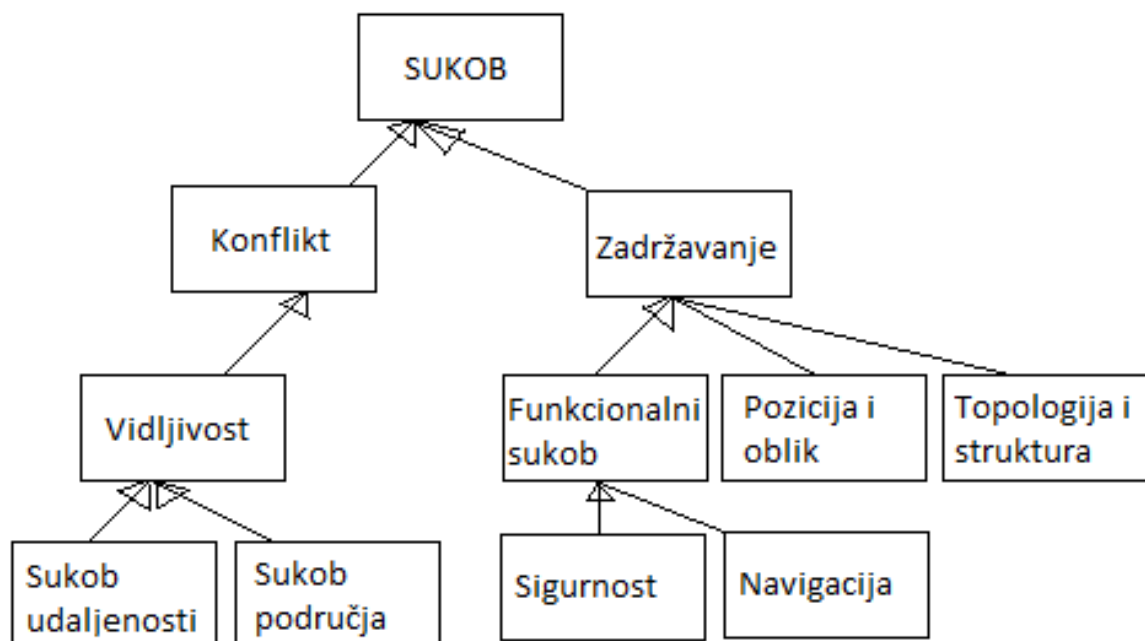 SUKOB
Konflikt
Zadržavanje
Vidljivost
Funkcionalni
sukob
Pozicija i
oblik
Topologija i
struktura
Sukob
udaljenosti
Sukob
područja
Sigurnost
Navigacija